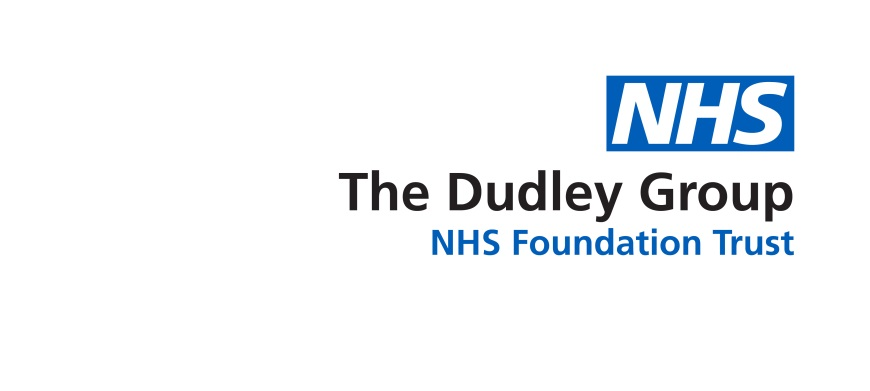 NHS
The Dudley Group
NHS Foundation Trust